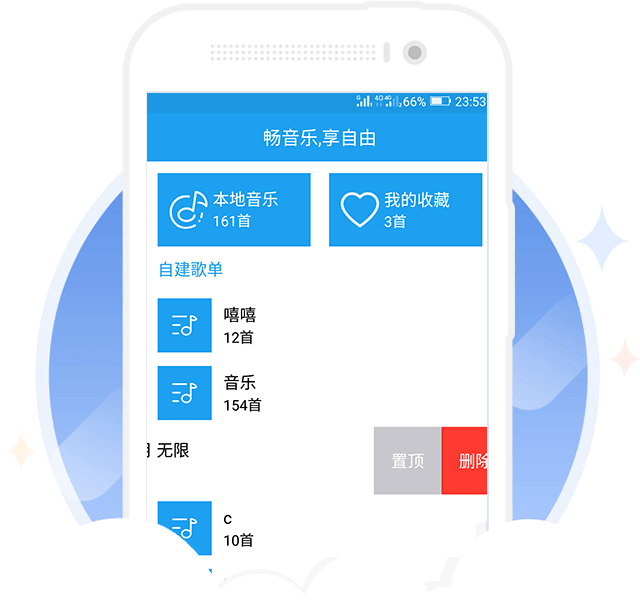 66% 23:53
畅音乐,享自由
本地音乐
161首
我的收藏
3首
自建歌单
嘻嘻
12首
音乐
154首
无限
置顶
删除
c
10首